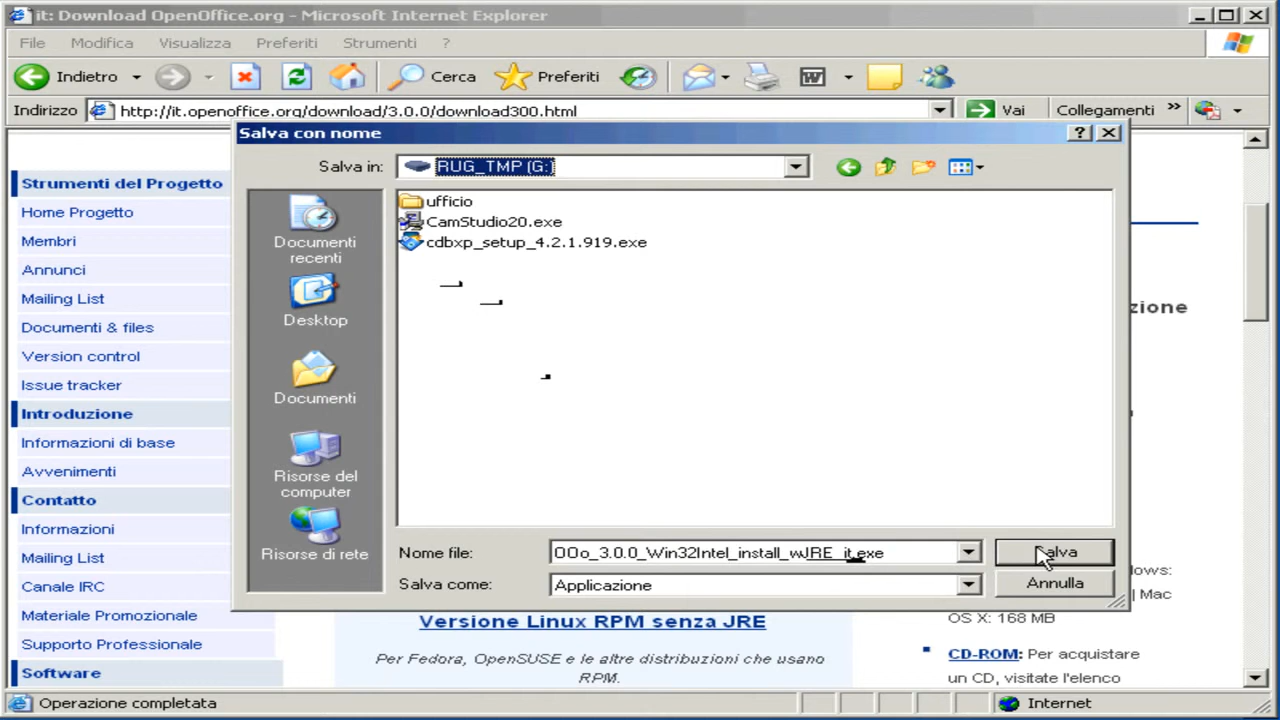 it: Download OpenOffice.org - Microsoft Internet Explorer
File Modifica Visualizza Preferiti Strumenti ?
Indietro Cerca Preferiti
Indirizzo http://it.openoffice.org/download/3.0.0/download300.html Vai Collegamenti »
Salva con nome
Salva in: RUG_TMP (G:)
Strumenti del Progetto
Home Progetto
Membri
Annunci
Mailing List
Documenti & files
Version control
Issue tracker
Introduzione
Informazioni di base
Avvenimenti
Contatto
Informazioni
Mailing List
Canale IRC
Materiale Promozionale
Supporto Professionale
Software
Documenti
recenti
Desktop
Documenti
Risorse del
computer
Risorse di rete
ufficio
CamStudio20.exe
cdbxp_setup_4.2.1.919.exe
Nome file: OOo_3.0.0_Win32Intel_install_wJRE_it.exe Salva
Salva come: Applicazione Annulla
zione
ows:
| Mac
OS X: 168 MB
Versione Linux RPM senza JRE
Per Fedora, OpenSUSE e le altre distribuzioni che usano
RPM.
CD-ROM: Per acquistare
un CD, visitate l'elenco
Operazione completata Internet